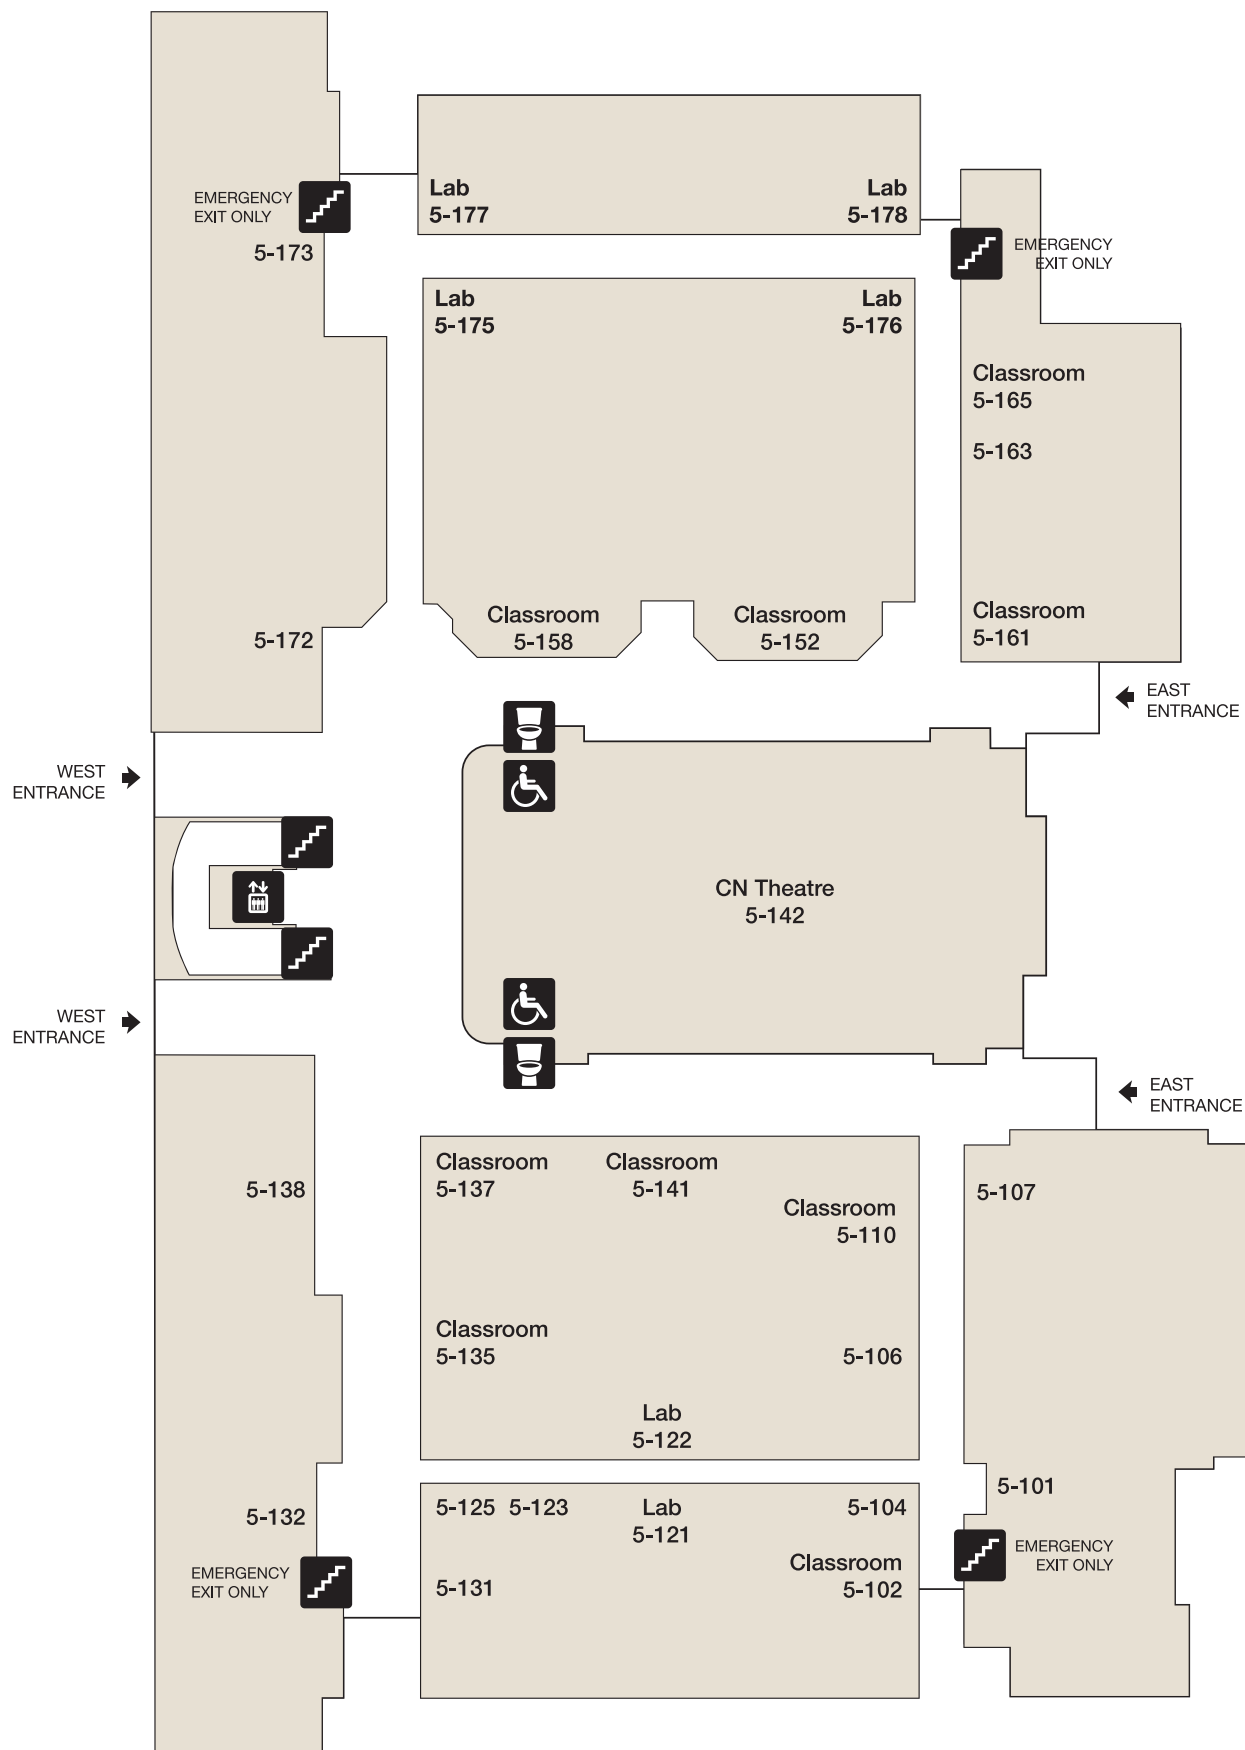 EMERGENCY
EXIT ONLY
5-173
Lab
5-177
Lab
5-178
EMERGENCY
EXIT ONLY
Lab
5-175
Lab
5-176
Classroom
5-165
5-163
Classroom
5-158
Classroom
5-152
Classroom
5-161
5-172
EAST
ENTRANCE
WEST
ENTRANCE
CN Theatre
5-142
WEST
ENTRANCE
EAST
ENTRANCE
5-138
Classroom
5-137
Classroom
5-141
Classroom
5-110
5-107
Classroom
5-135
5-106
Lab
5-122
5-101
5-132
5-125 5-123
Lab
5-121
5-104
EMERGENCY
EXIT ONLY
5-131
Classroom
5-102
EMERGENCY
EXIT ONLY